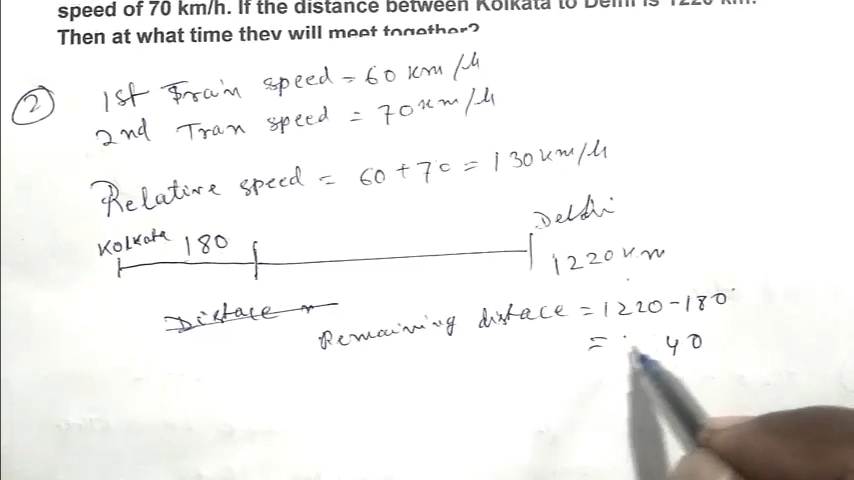 speed of 70 km/h. If the distance between Kolkata to Delhi is 1220 km.
Then at what time they will meet together?
2 1st Train speed = 60 km/h
2nd Tran speed = 70 km/h
Relative speed = 60 + 70 = 130 km/h
Kolkata 180 Delhi
1220 km
Distace
Remaining distace = 1220 - 180
= 40